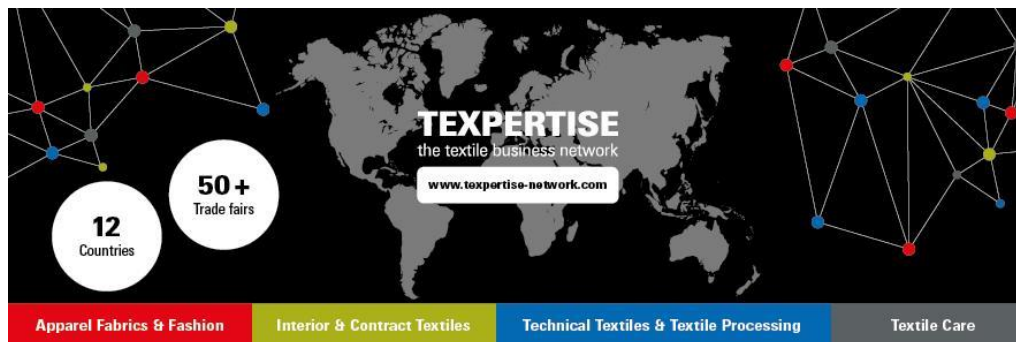 TEXPERTISE
the textile business network
www.texpertise-network.com
50+
Trade fairs
12
Countries
Apparel Fabrics & Fashion
Interior & Contract Textiles
Technical Textiles & Textile Processing
Textile Care